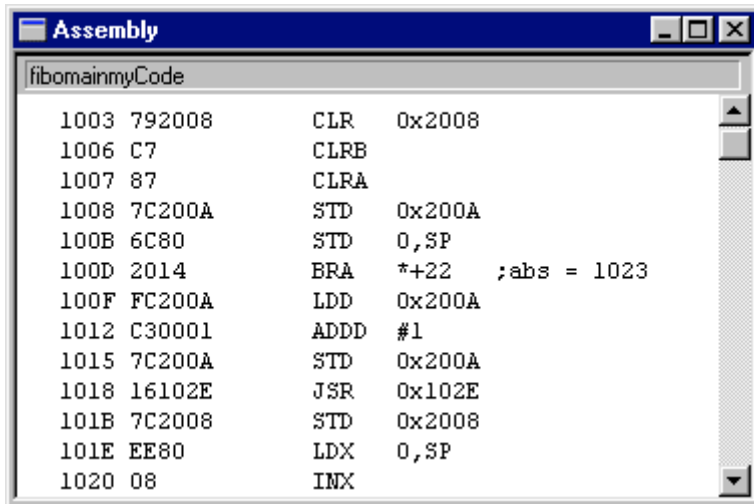 Assembly
fibomainmyCode
1003 792008 CLR 0x2008
1006 C7 CLRB
1007 87 CLRA
1008 7C200A STD 0x200A
100B 6C80 STD 0,SP
100D 2014 BRA *+22 ;abs = 1023
100F FC200A LDD 0x200A
1012 C30001 ADDD #1
1015 7C200A STD 0x200A
1018 16102E JSR 0x102E
101B 7C2008 STD 0x2008
101E EE80 LDX 0,SP
1020 08 INX